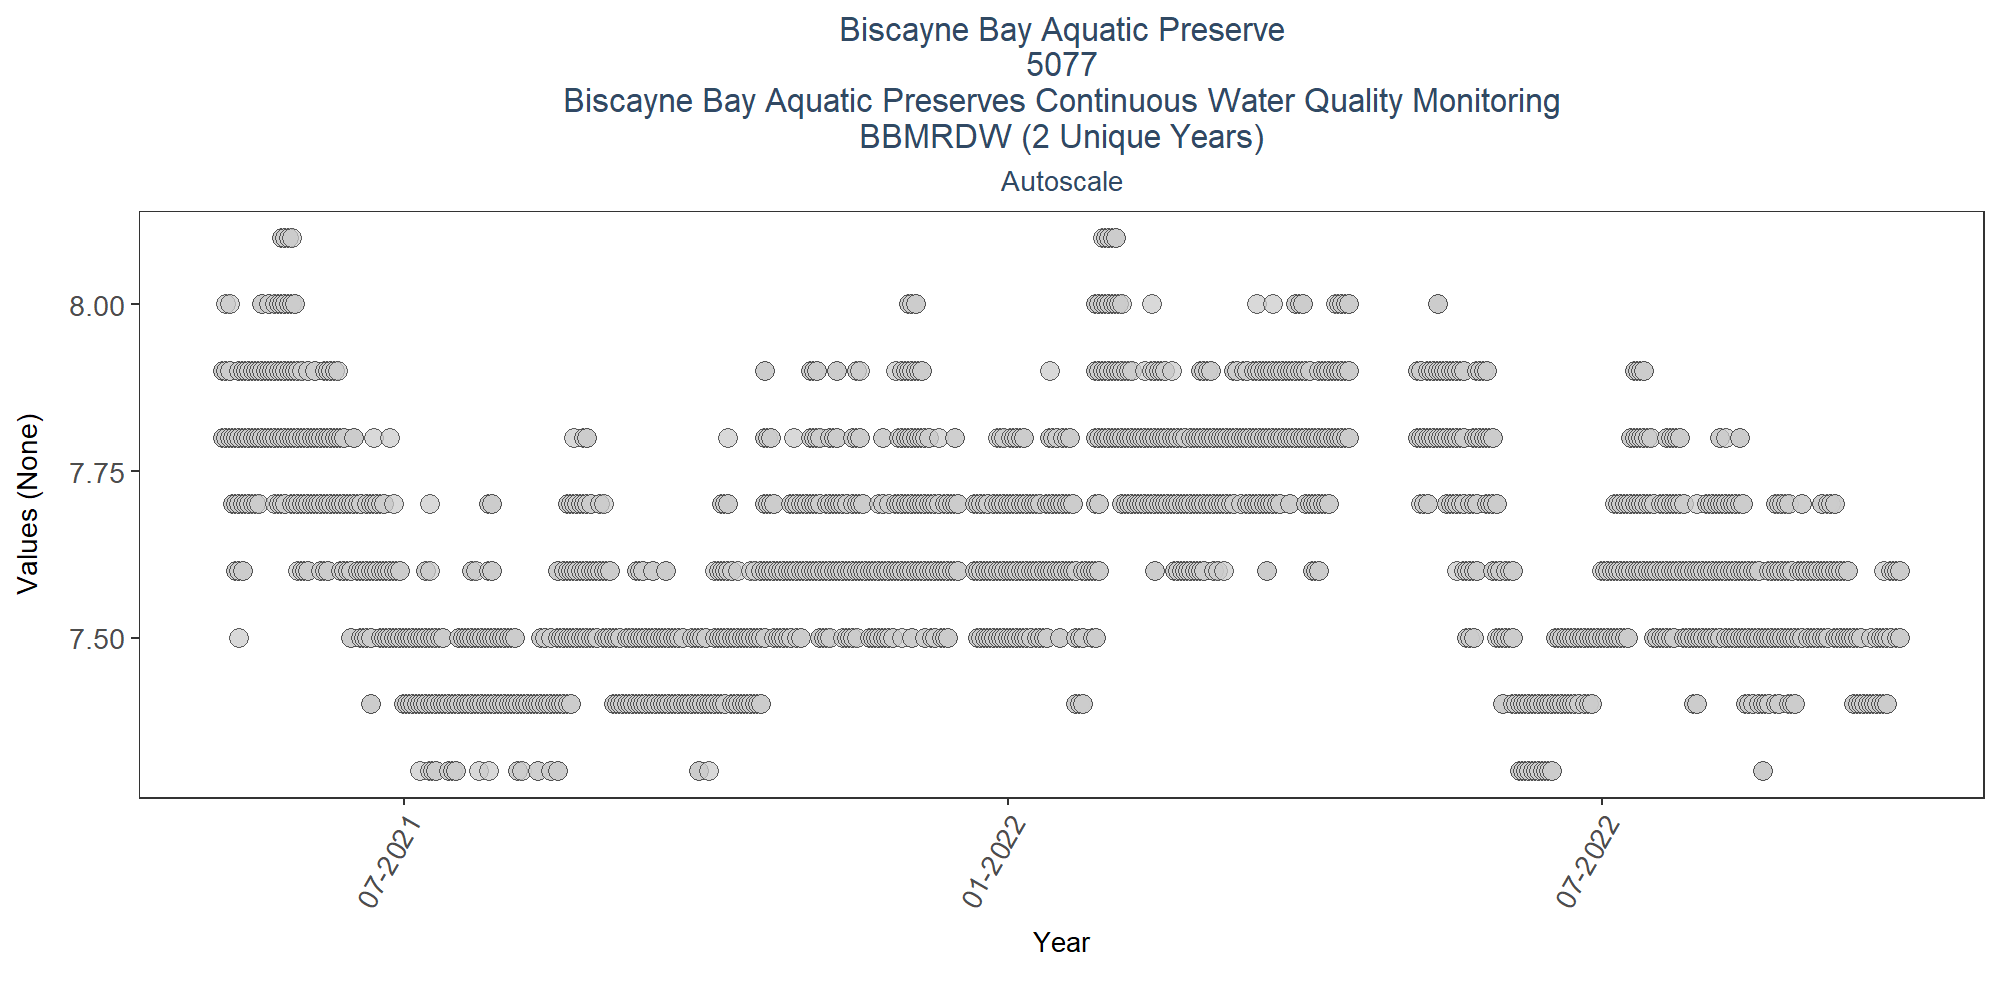 Biscayne Bay Aquatic Preserve
5077
Biscayne Bay Aquatic Preserves Continuous Water Quality Monitoring
BBMRDW (2 Unique Years)
Autoscale
Values (None)
8.00
7.75
7.50
07-2021
01-2022
07-2022
Year